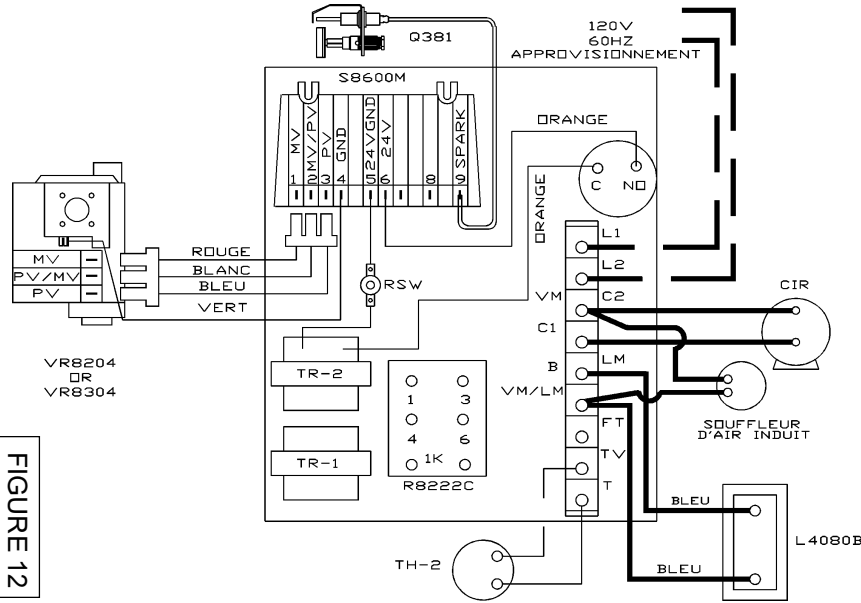 Q381
120V
60HZ
APPROVISIONNEMENT
S8600M
MV
MV/PV
PV
GND
24VGND
24V
SPARK
1 2 3 4 5 6 8 9
ORANGE
C NO
ORANGE
L1
L2
VM C2
C1
B LM
VM/LM
FT
TV
T
CIR
SOUFFLEUR
D'AIR INDUIT
MV
PV/MV
PV
ROUGE
BLANC
BLEU
VERT
RSW
VR8204
OR
VR8304
TR-2
TR-1
1 3
4 6
1K
R8222C
BLEU
BLEU
L4080B
TH-2
FIGURE 12